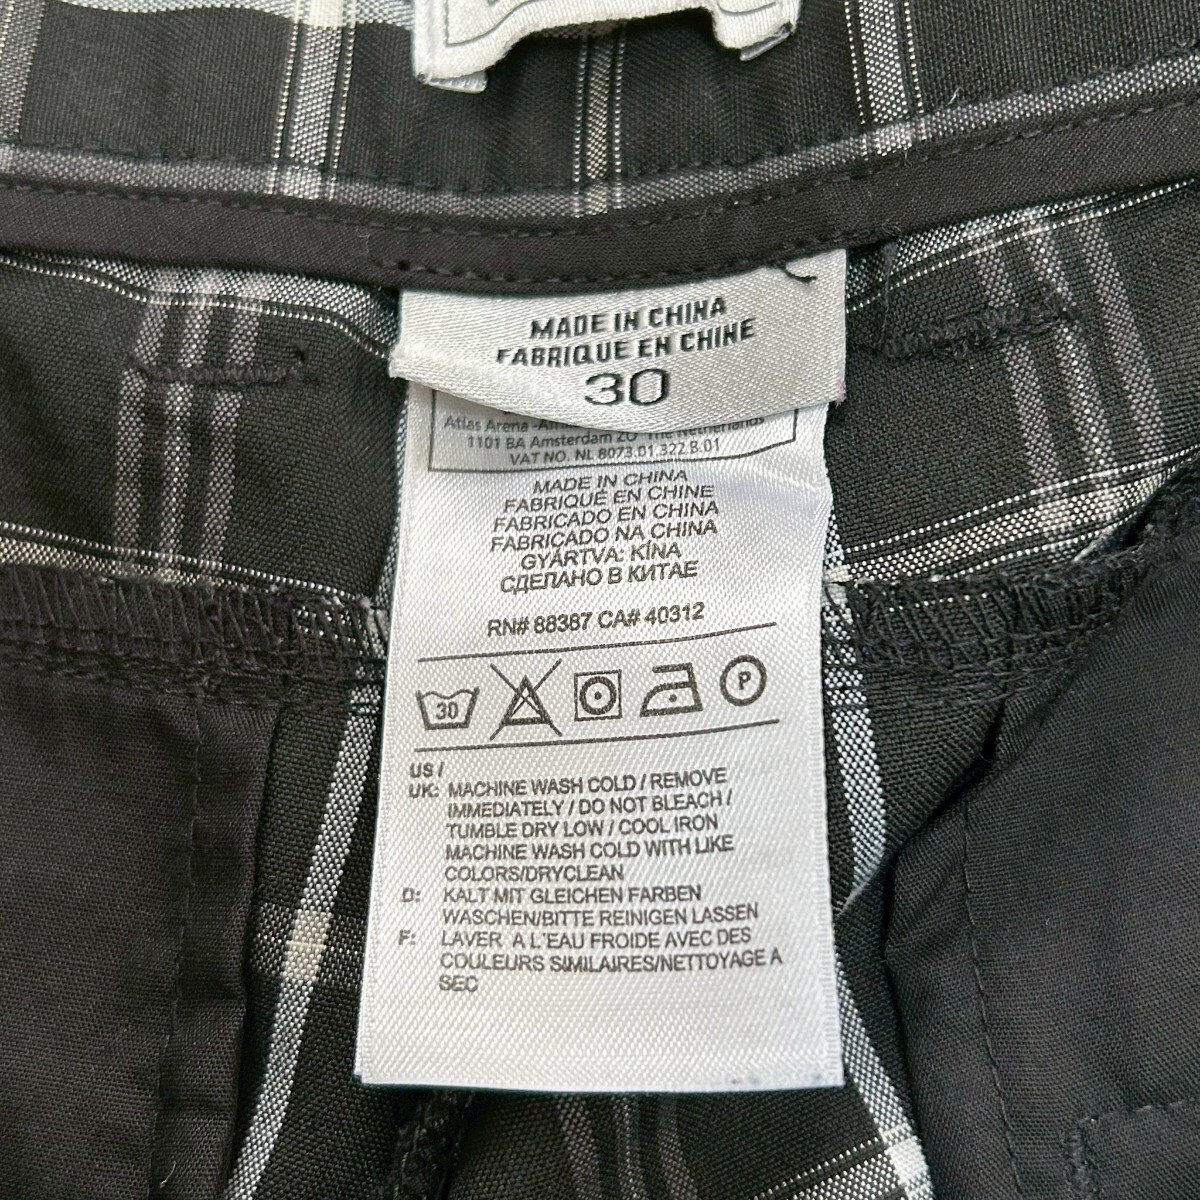 MADE IN CHINA
FABRIQUE EN CHINE
30
Atlas Arena
1101 BA Amsterdam ZO The Netherlands
VAT NO. NL 8073.01.322.B.01
MADE IN CHINA
FABRIQUÉ EN CHINE
FABRICADO EN CHINA
FABRICADO NA CHINA
GYÁRTVA: KÍNA
СДЕЛАНО В КИТАЕ
RN# 88387 CA# 40312
30 P
US /
UK: MACHINE WASH COLD / REMOVE
IMMEDIATELY / DO NOT BLEACH /
TUMBLE DRY LOW / COOL IRON
MACHINE WASH COLD WITH LIKE
COLORS/DRYCLEAN
D: KALT MIT GLEICHEN FARBEN
WASCHEN/BITTE REINIGEN LASSEN
F: LAVER A L'EAU FROIDE AVEC DES
COULEURS SIMILAIRES/NETTOYAGE A
SEC